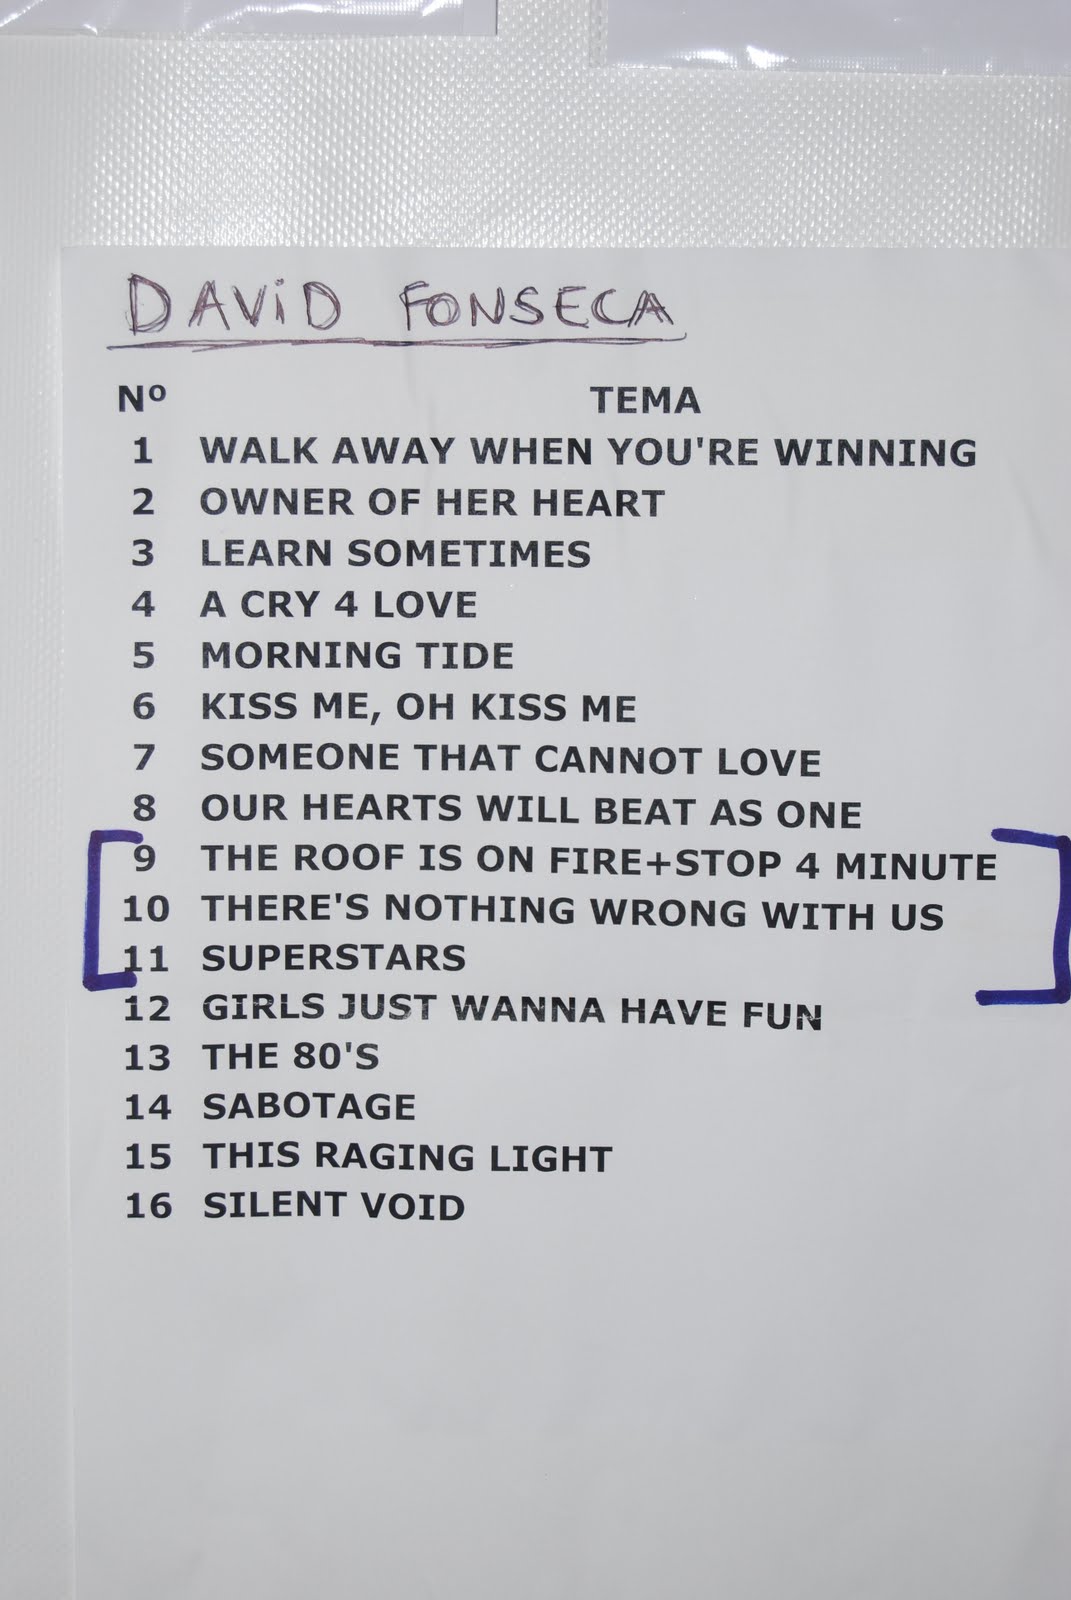 DAViD FONSECA
Nº TEMA
1 WALK AWAY WHEN YOU'RE WINNING
2 OWNER OF HER HEART
3 LEARN SOMETIMES
4 A CRY 4 LOVE
5 MORNING TIDE
6 KISS ME, OH KISS ME
7 SOMEONE THAT CANNOT LOVE
8 OUR HEARTS WILL BEAT AS ONE
9 THE ROOF IS ON FIRE+STOP 4 MINUTE
10 THERE'S NOTHING WRONG WITH US
11 SUPERSTARS
12 GIRLS JUST WANNA HAVE FUN
13 THE 80'S
14 SABOTAGE
15 THIS RAGING LIGHT
16 SILENT VOID